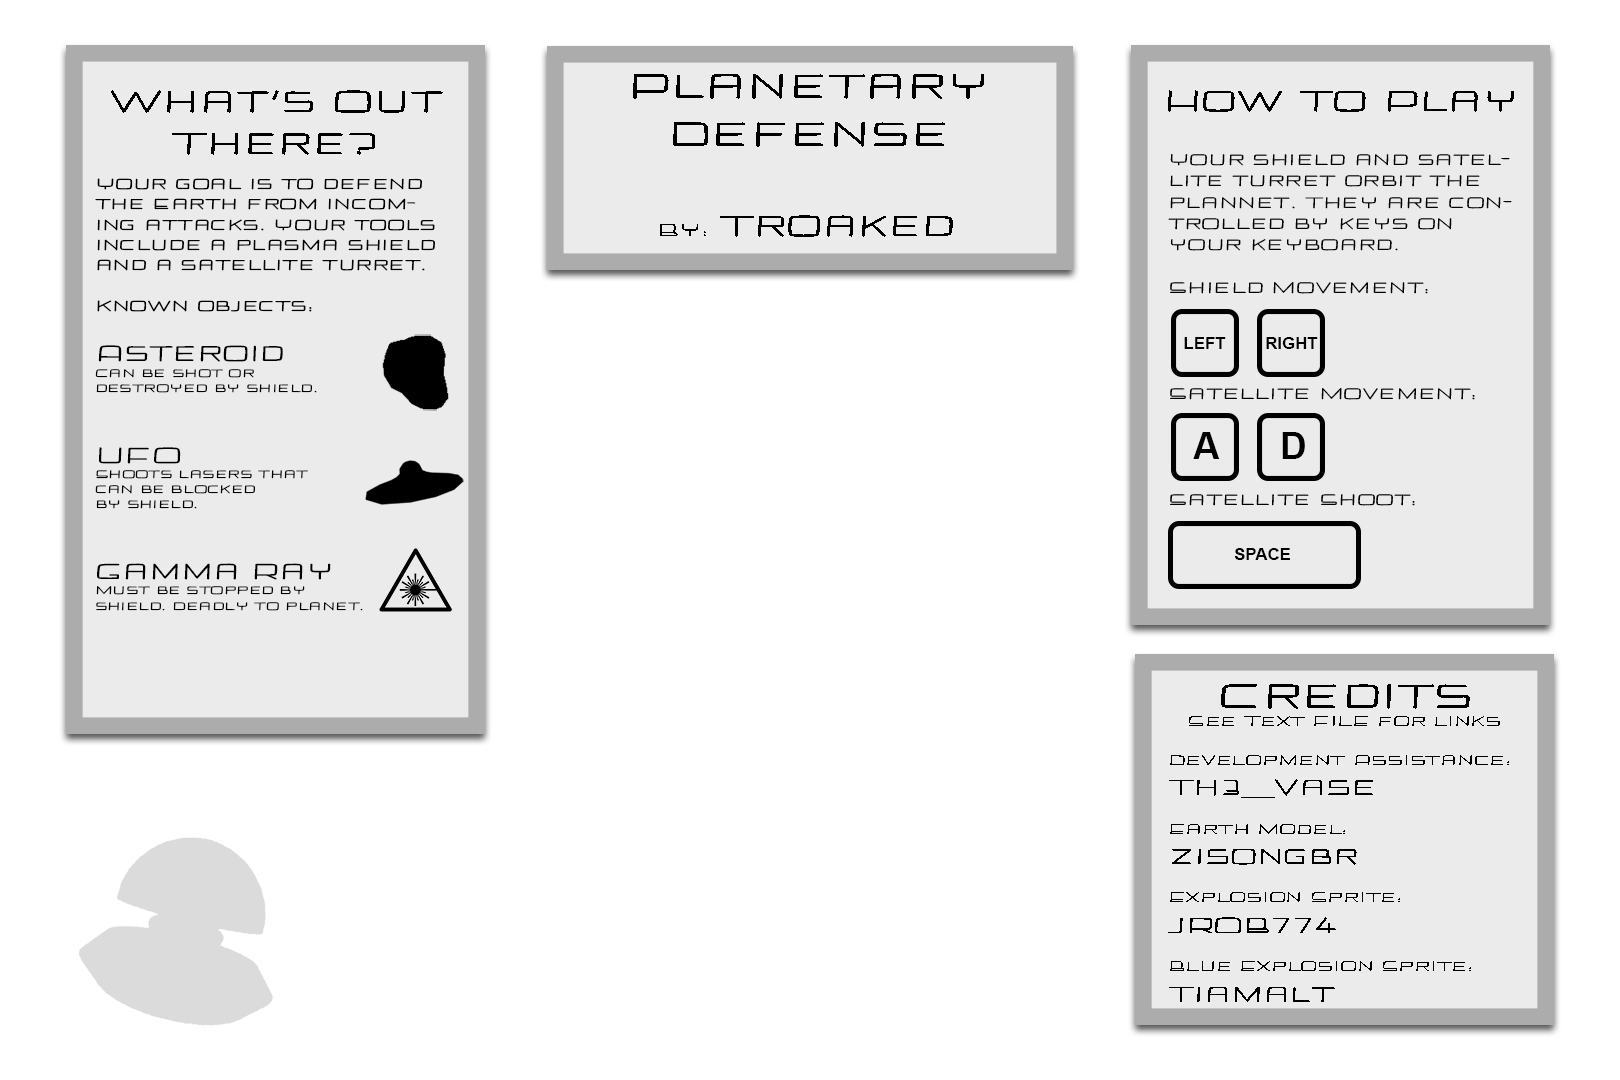 WHAT'S OUT
THERE?
YOUR GOAL IS TO DEFEND
THE EARTH FROM INCOM-
ING ATTACKS. YOUR TOOLS
INCLUDE A PLASMA SHIELD
AND A SATELLITE TURRET.
KNOWN OBJECTS:
ASTEROID
CAN BE SHOT OR
DESTROYED BY SHIELD.
UFO
SHOOTS LASERS THAT
CAN BE BLOCKED
BY SHIELD.
GAMMA RAY
MUST BE STOPPED BY
SHIELD. DEADLY TO PLANET.
PLANETARY
DEFENSE
BY: TROAKED
HOW TO PLAY
YOUR SHIELD AND SATEL-
LITE TURRET ORBIT THE
PLANNET. THEY ARE CON-
TROLLED BY KEYS ON
YOUR KEYBOARD.
SHIELD MOVEMENT:
LEFT RIGHT
SATELLITE MOVEMENT:
A D
SATELLITE SHOOT:
SPACE
CREDITS
SEE TEXT FILE FOR LINKS
DEVELOPMENT ASSISTANCE:
TH3__VASE
EARTH MODEL:
ZISONGBR
EXPLOSION SPRITE:
JROB774
BLUE EXPLOSION SPRITE:
TIAMALT